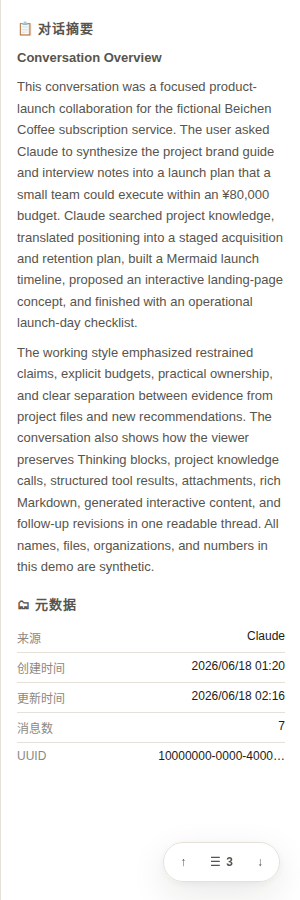 📋 对话摘要
Conversation Overview
This conversation was a focused product-
launch collaboration for the fictional Beichen
Coffee subscription service. The user asked
Claude to synthesize the project brand guide
and interview notes into a launch plan that a
small team could execute within an ¥80,000
budget. Claude searched project knowledge,
translated positioning into a staged acquisition
and retention plan, built a Mermaid launch
timeline, proposed an interactive landing-page
concept, and finished with an operational
launch-day checklist.
The working style emphasized restrained
claims, explicit budgets, practical ownership,
and clear separation between evidence from
project files and new recommendations. The
conversation also shows how the viewer
preserves Thinking blocks, project knowledge
calls, structured tool results, attachments, rich
Markdown, generated interactive content, and
follow-up revisions in one readable thread. All
names, files, organizations, and numbers in
this demo are synthetic.
🗂 元数据
来源 Claude
创建时间 2026/06/18 01:20
更新时间 2026/06/18 02:16
消息数 7
UUID 10000000-0000-4000…
↑ ☰ 3 ↓